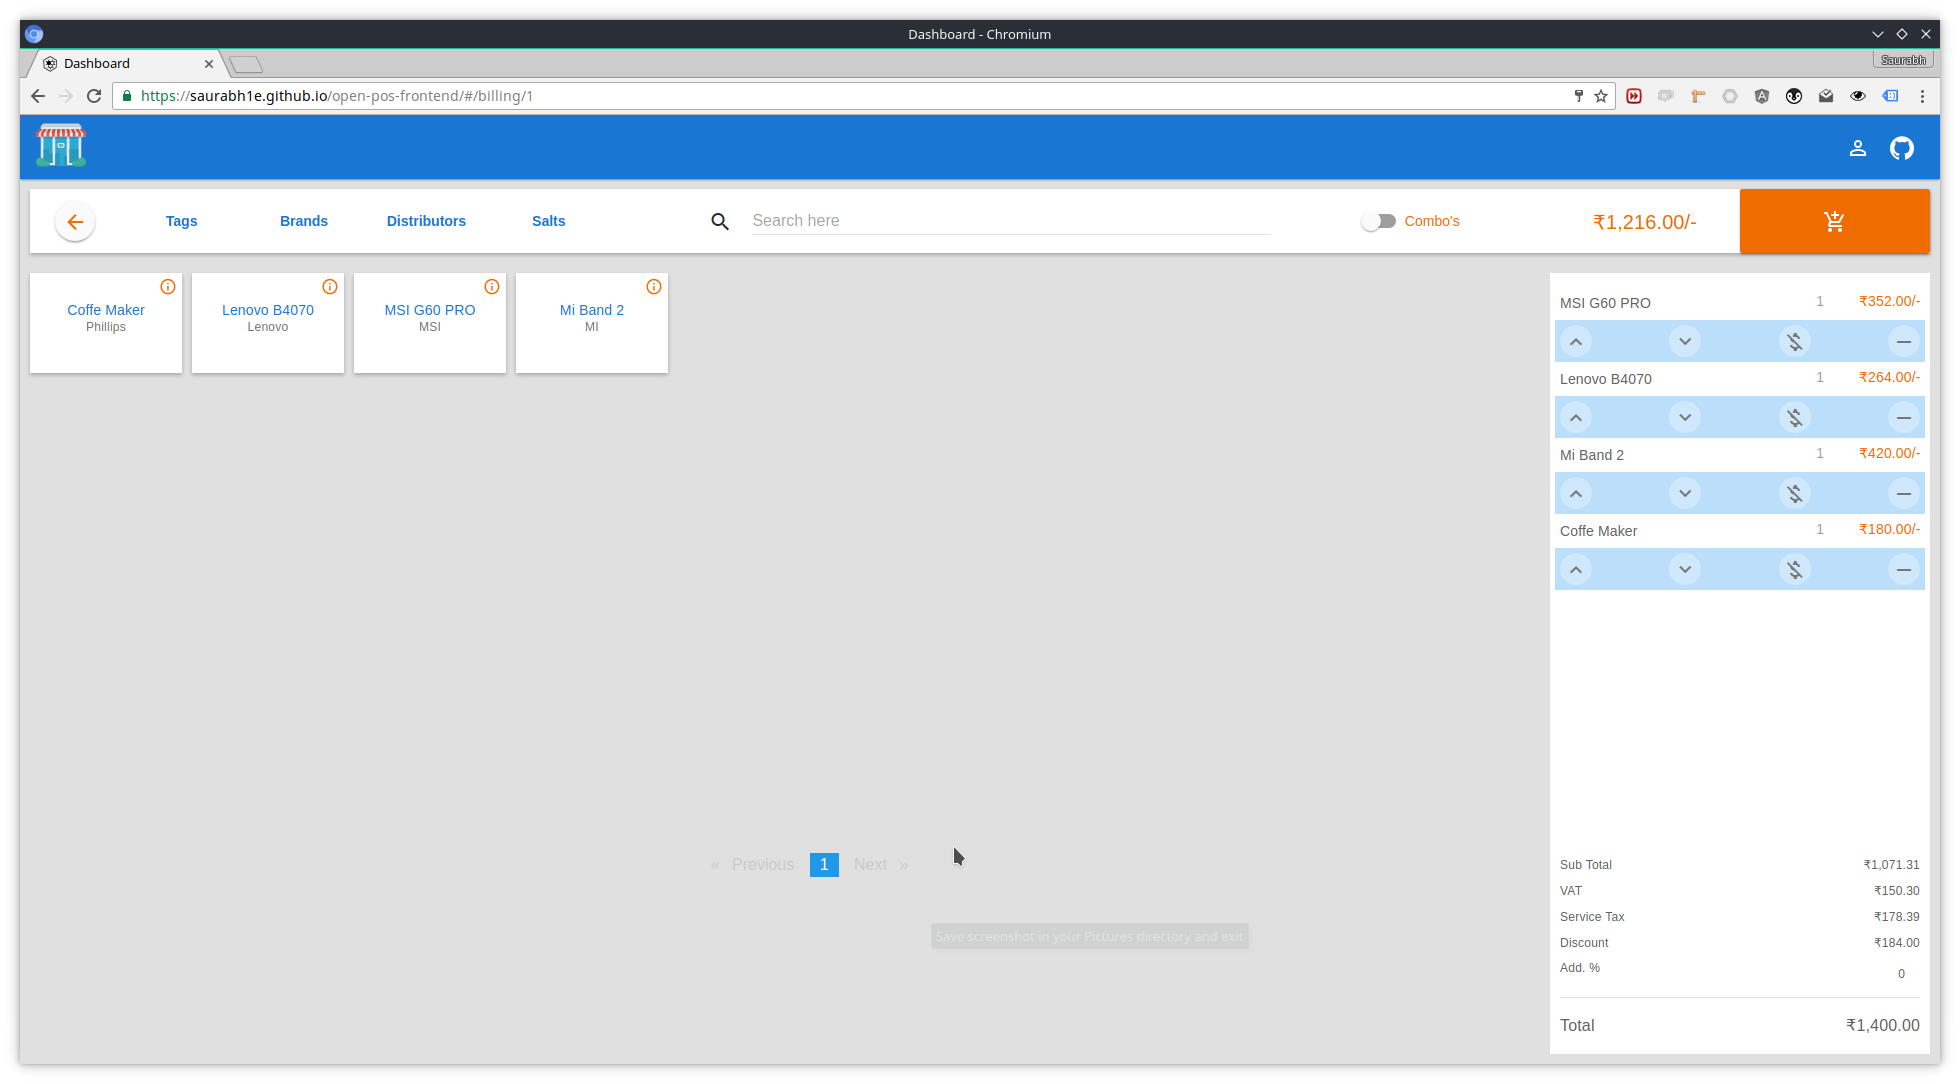 Dashboard - Chromium
Dashboard
Saurabh
https://saurabh1e.github.io/open-pos-frontend/#/billing/1
Tags Brands Distributors Salts Search here Combo's ₹1,216.00/-
Coffe Maker
Phillips
Lenovo B4070
Lenovo
MSI G60 PRO
MSI
Mi Band 2
MI
MSI G60 PRO 1 ₹352.00/-
Lenovo B4070 1 ₹264.00/-
Mi Band 2 1 ₹420.00/-
Coffe Maker 1 ₹180.00/-
« Previous 1 Next »
Save screenshot in your Pictures directory and exit
Sub Total ₹1,071.31
VAT ₹150.30
Service Tax ₹178.39
Discount ₹184.00
Add. % 0
Total ₹1,400.00